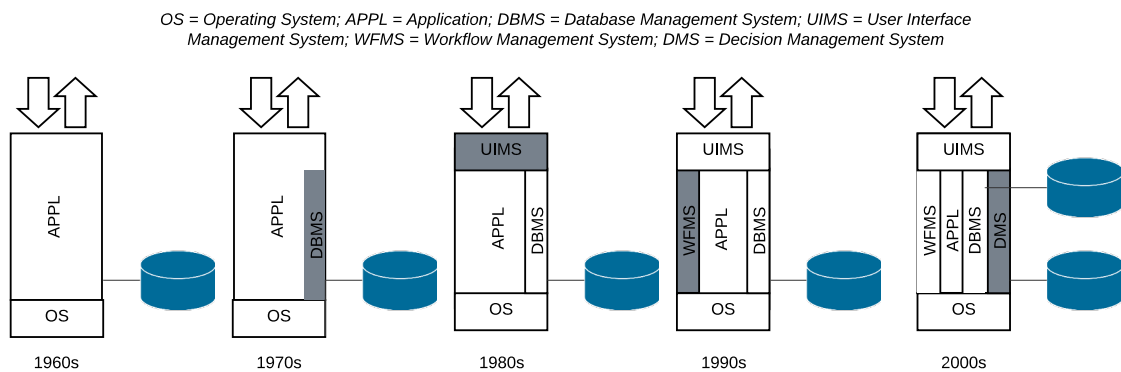 OS = Operating System; APPL = Application; DBMS = Database Management System; UIMS = User Interface
Management System; WFMS = Workflow Management System; DMS = Decision Management System
APPL
OS
1960s
APPL
DBMS
OS
1970s
UIMS
APPL
DBMS
OS
1980s
UIMS
WFMS
APPL
DBMS
OS
1990s
UIMS
WFMS
APPL
DBMS
DMS
OS
2000s